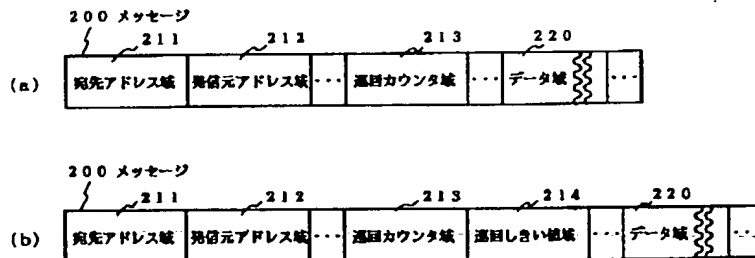 200 メッセージ
211 212 213 220
(a) 宛先アドレス域 発信元アドレス域 ... 巡回カウンタ域 ... データ域 ...
200 メッセージ
211 212 213 214 220
(b) 宛先アドレス域 発信元アドレス域 ... 巡回カウンタ域 巡回しきい値域 ... データ域 ...